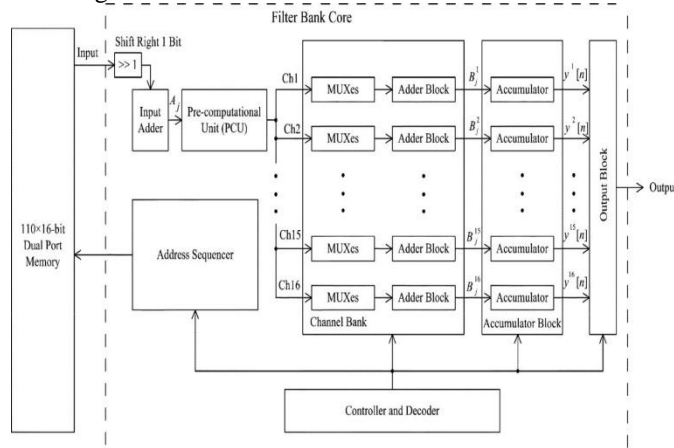 Filter Bank Core
Input
Shift Right 1 Bit
>> 1
Input
Adder
A_j
Pre-computational
Unit (PCU)
Ch1
MUXes
Adder Block
B_j^1
Accumulator
y^1[n]
Ch2
MUXes
Adder Block
B_j^2
Accumulator
y^2[n]
Output Block
Output
110×16-bit
Dual Port
Memory
Address Sequencer
Ch15
MUXes
Adder Block
B_j^15
Accumulator
y^15[n]
Ch16
MUXes
Adder Block
B_j^16
Accumulator
y^16[n]
Channel Bank
Accumulator Block
Controller and Decoder